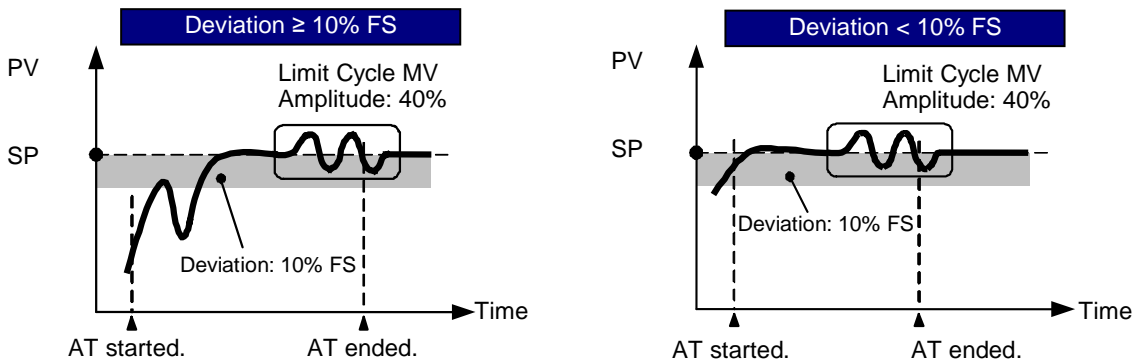 Deviation ≥ 10% FS
PV
Limit Cycle MV
Amplitude: 40%
SP
Deviation: 10% FS
Time
AT started.
AT ended.
Deviation < 10% FS
PV
Limit Cycle MV
Amplitude: 40%
SP
Deviation: 10% FS
Time
AT started.
AT ended.